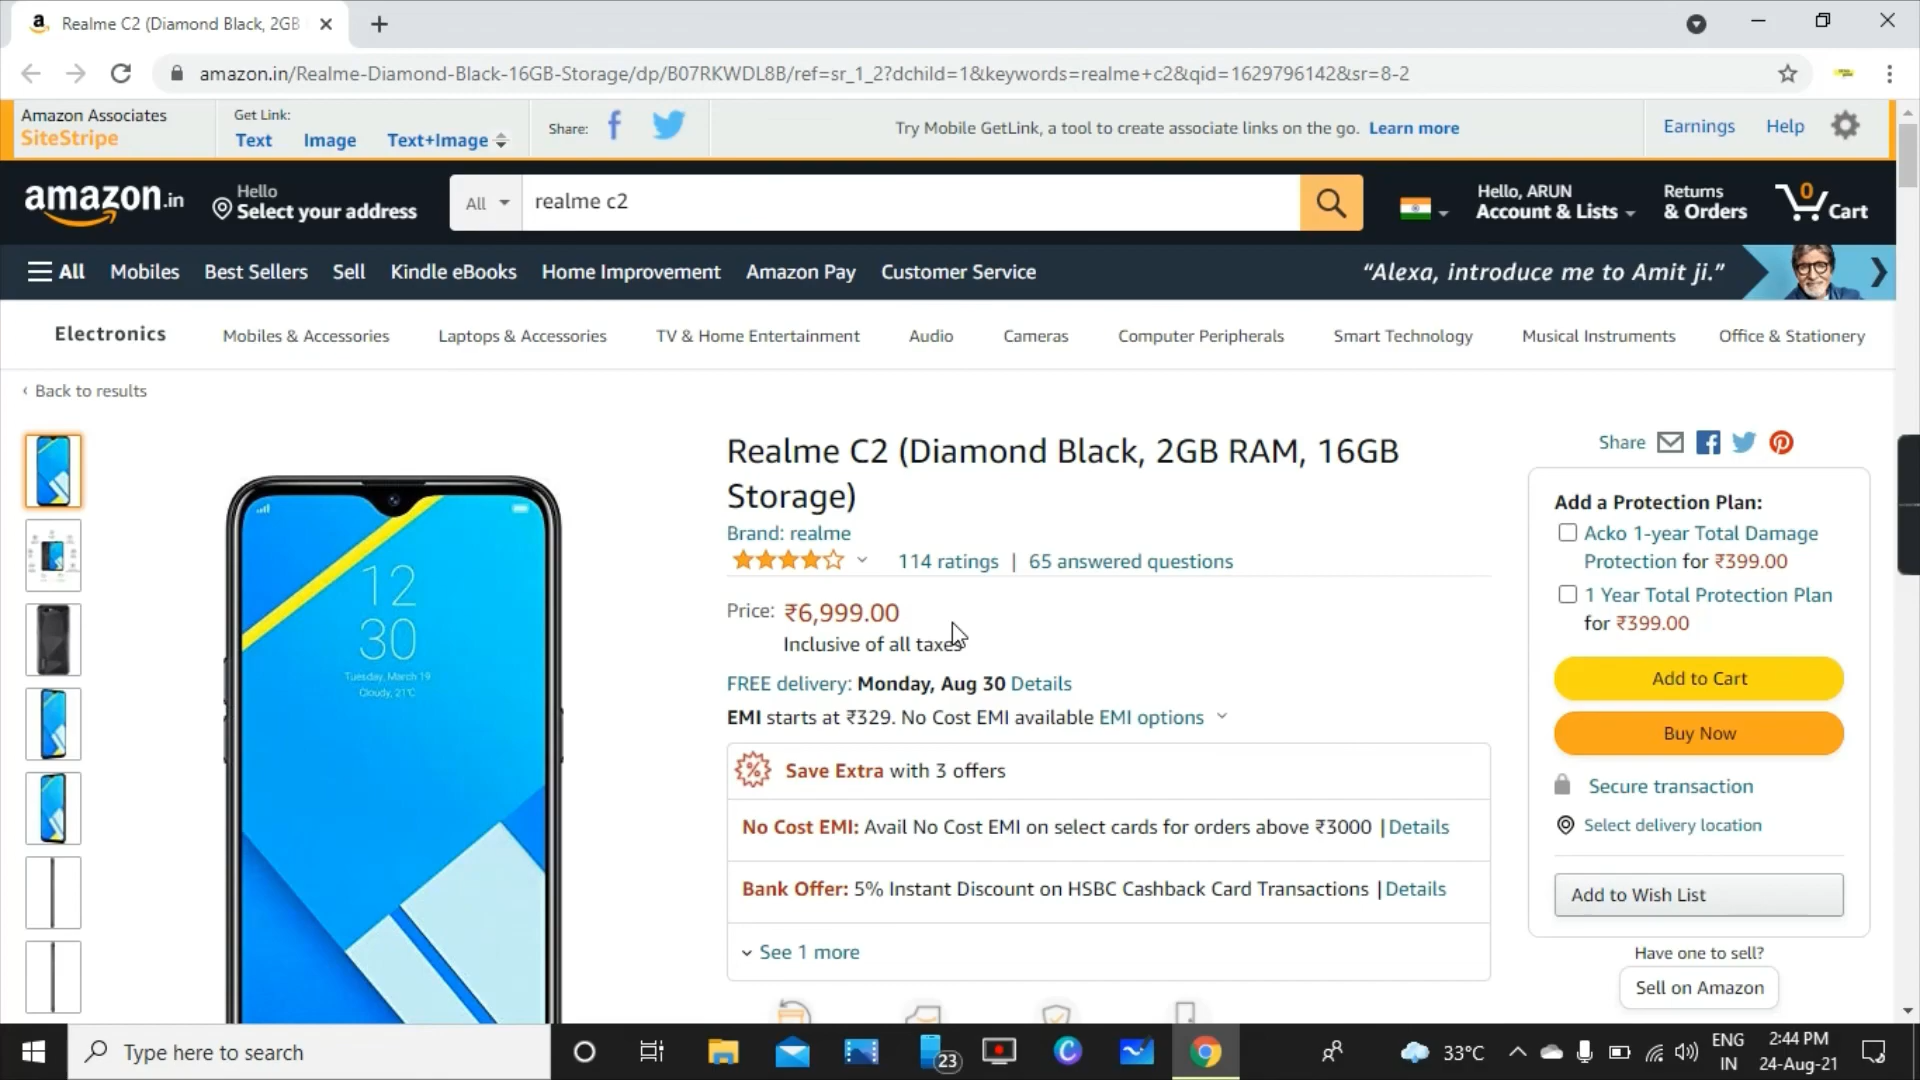 Realme C2 (Diamond Black, 2GB
amazon.in/Realme-Diamond-Black-16GB-Storage/dp/B07RKWDL8B/ref=sr_1_2?dchild=1&keywords=realme+c2&qid=1629796142&sr=8-2
Amazon Associates
SiteStripe
Get Link:
Text Image Text+Image
Share:
Try Mobile GetLink, a tool to create associate links on the go. Learn more
Earnings Help
amazon.in
Hello
Select your address
All
realme c2
Hello, ARUN
Account & Lists
Returns
& Orders
0
Cart
All Mobiles Best Sellers Sell Kindle eBooks Home Improvement Amazon Pay Customer Service
“Alexa, introduce me to Amit ji.”
Electronics Mobiles & Accessories Laptops & Accessories TV & Home Entertainment Audio Cameras Computer Peripherals Smart Technology Musical Instruments Office & Stationery
‹ Back to results
12
30
Tuesday, March 19
Cloudy, 21°C
Realme C2 (Diamond Black, 2GB RAM, 16GB
Storage)
Brand: realme
114 ratings | 65 answered questions
Price: ₹6,999.00
Inclusive of all taxes
FREE delivery: Monday, Aug 30 Details
EMI starts at ₹329. No Cost EMI available EMI options
Save Extra with 3 offers
No Cost EMI: Avail No Cost EMI on select cards for orders above ₹3000 |Details
Bank Offer: 5% Instant Discount on HSBC Cashback Card Transactions |Details
See 1 more
Share
Add a Protection Plan:
Acko 1-year Total Damage
Protection for ₹399.00
1 Year Total Protection Plan
for ₹399.00
Add to Cart
Buy Now
Secure transaction
Select delivery location
Add to Wish List
Have one to sell?
Sell on Amazon
Type here to search
23
33°C
ENG
IN
2:44 PM
24-Aug-21